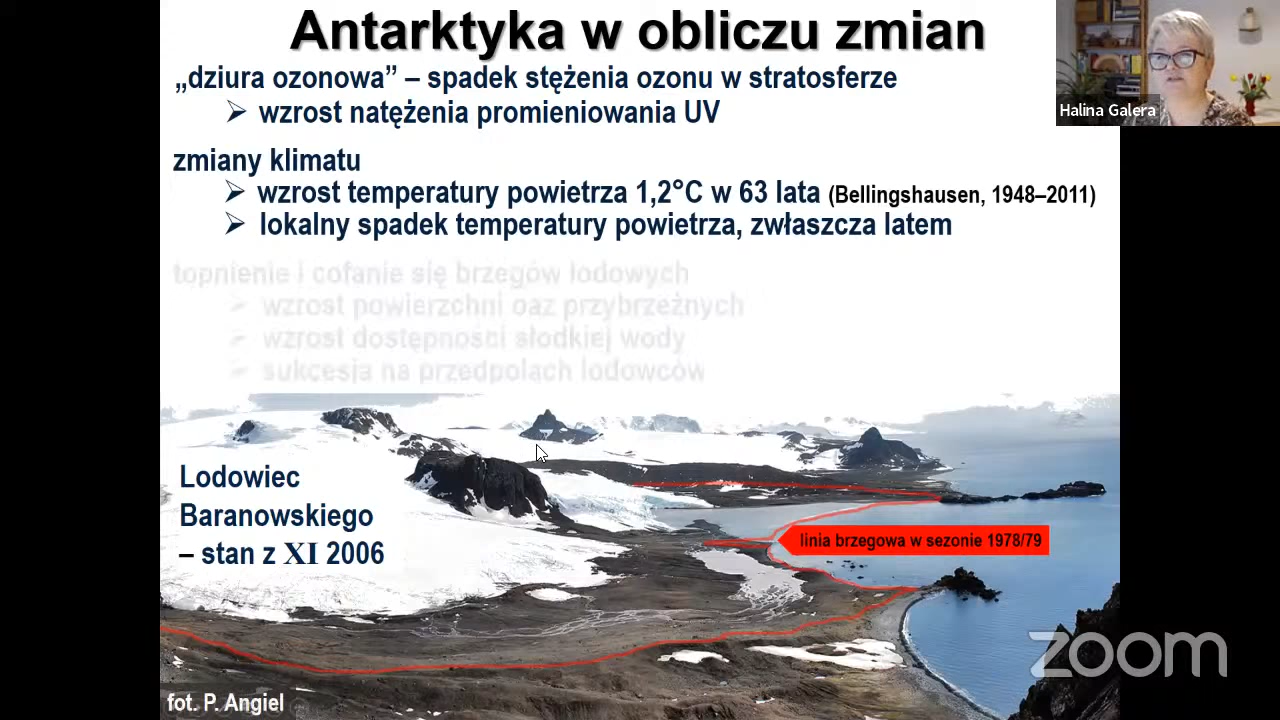 Antarktyka w obliczu zmian
„dziura ozonowa” – spadek stężenia ozonu w stratosferze
➢ wzrost natężenia promieniowania UV
zmiany klimatu
➢ wzrost temperatury powietrza 1,2°C w 63 lata (Bellingshausen, 1948–2011)
➢ lokalny spadek temperatury powietrza, zwłaszcza latem
topnienie i cofanie się brzegów lodowych
➢ wzrost powierzchni oaz przybrzeżnych
➢ wzrost dostępności słodkiej wody
➢ sukcesja na przedpolach lodowców
Lodowiec
Baranowskiego
– stan z XI 2006
linia brzegowa w sezonie 1978/79
fot. P. Angiel
Halina Galera
zoom